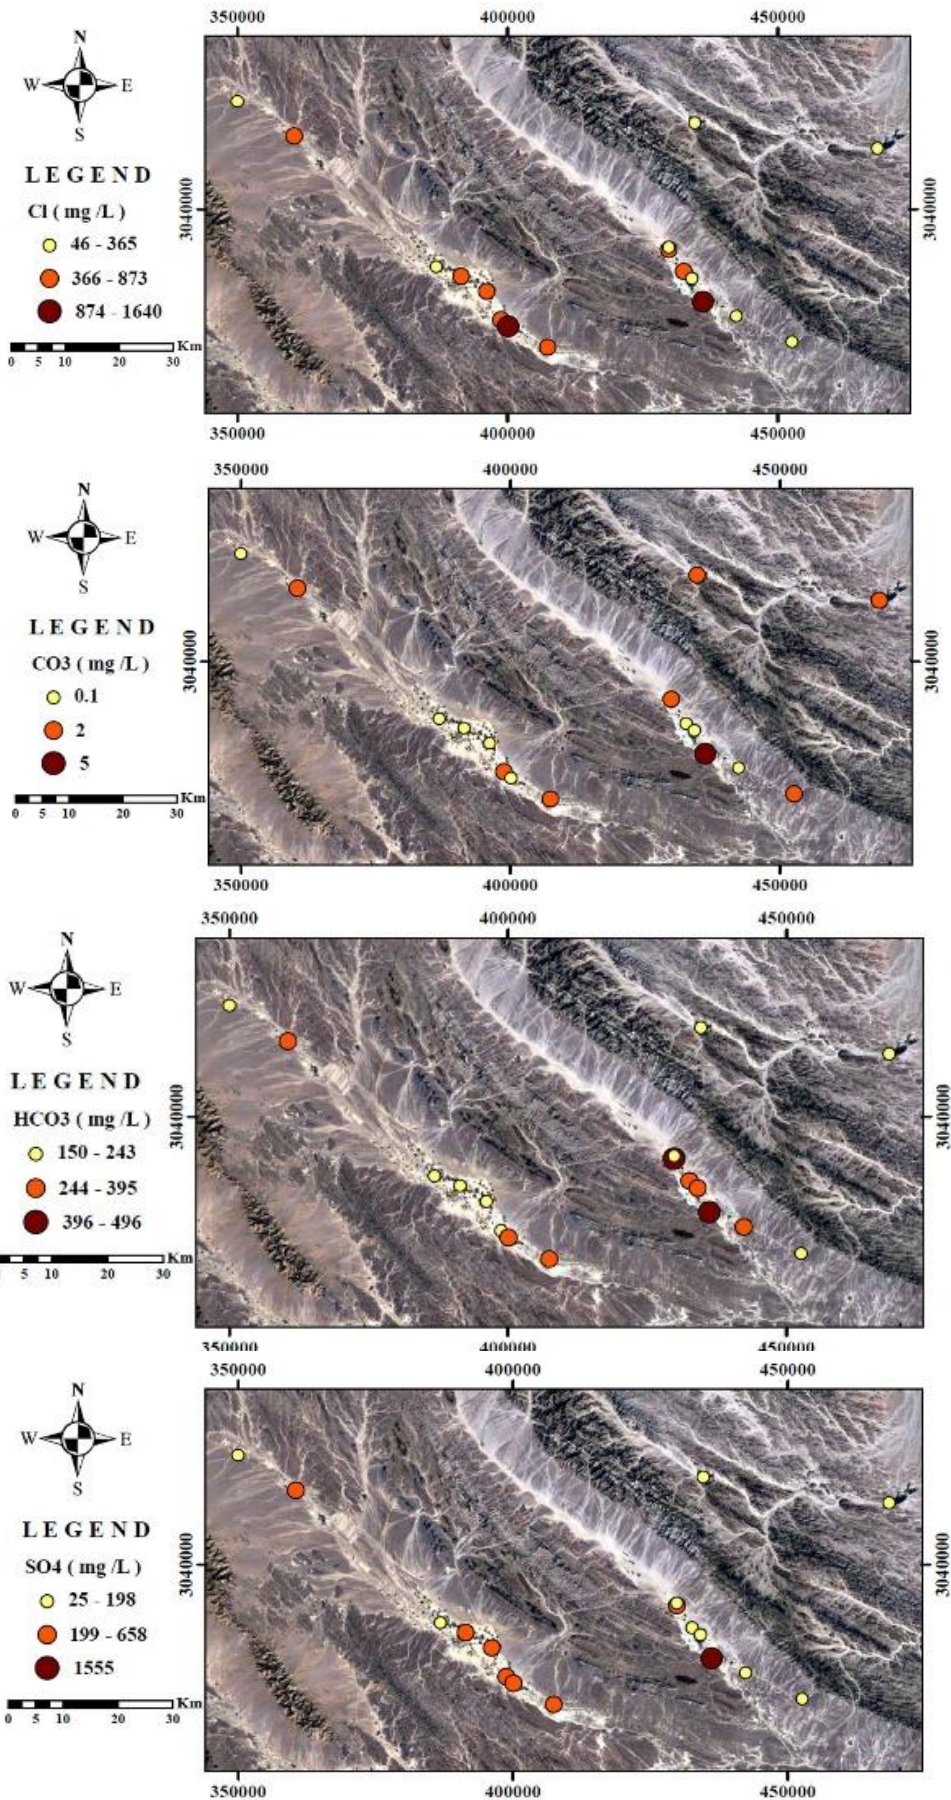 350000 400000 450000
N
W E
S
3040000 3040000
LEGEND
Cl ( mg /L )
46 - 365
366 - 873
874 - 1640
Km
0 5 10 20 30
350000 400000 450000
350000 400000 450000
N
W E
S
3040000 3040000
LEGEND
CO3 ( mg /L )
0.1
2
5
Km
0 5 10 20 30
350000 400000 450000
350000 400000 450000
N
W E
S
3040000 3040000
LEGEND
HCO3 ( mg /L )
150 - 243
244 - 395
396 - 496
Km
5 10 20 30
350000 400000 450000
350000 400000 450000
N
W E
S
3040000 3040000
LEGEND
SO4 ( mg /L )
25 - 198
199 - 658
1555
Km
0 5 10 20 30
350000 400000 450000